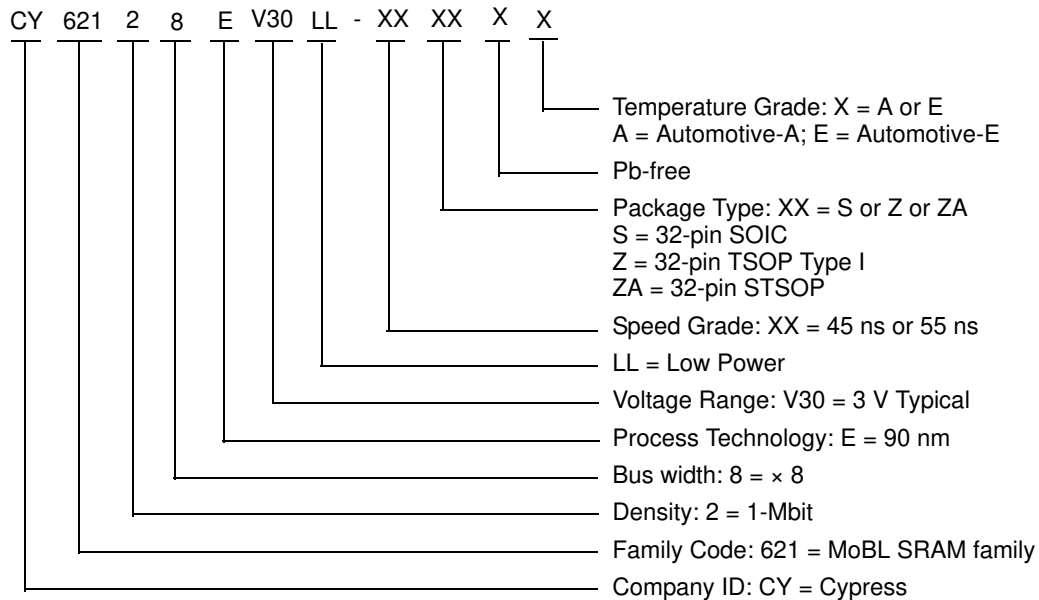 CY 621 2 8 E V30 LL - XX XX X X
Temperature Grade: X = A or E
A = Automotive-A; E = Automotive-E
Pb-free
Package Type: XX = S or Z or ZA
S = 32-pin SOIC
Z = 32-pin TSOP Type I
ZA = 32-pin STSOP
Speed Grade: XX = 45 ns or 55 ns
LL = Low Power
Voltage Range: V30 = 3 V Typical
Process Technology: E = 90 nm
Bus width: 8 = × 8
Density: 2 = 1-Mbit
Family Code: 621 = MoBL SRAM family
Company ID: CY = Cypress